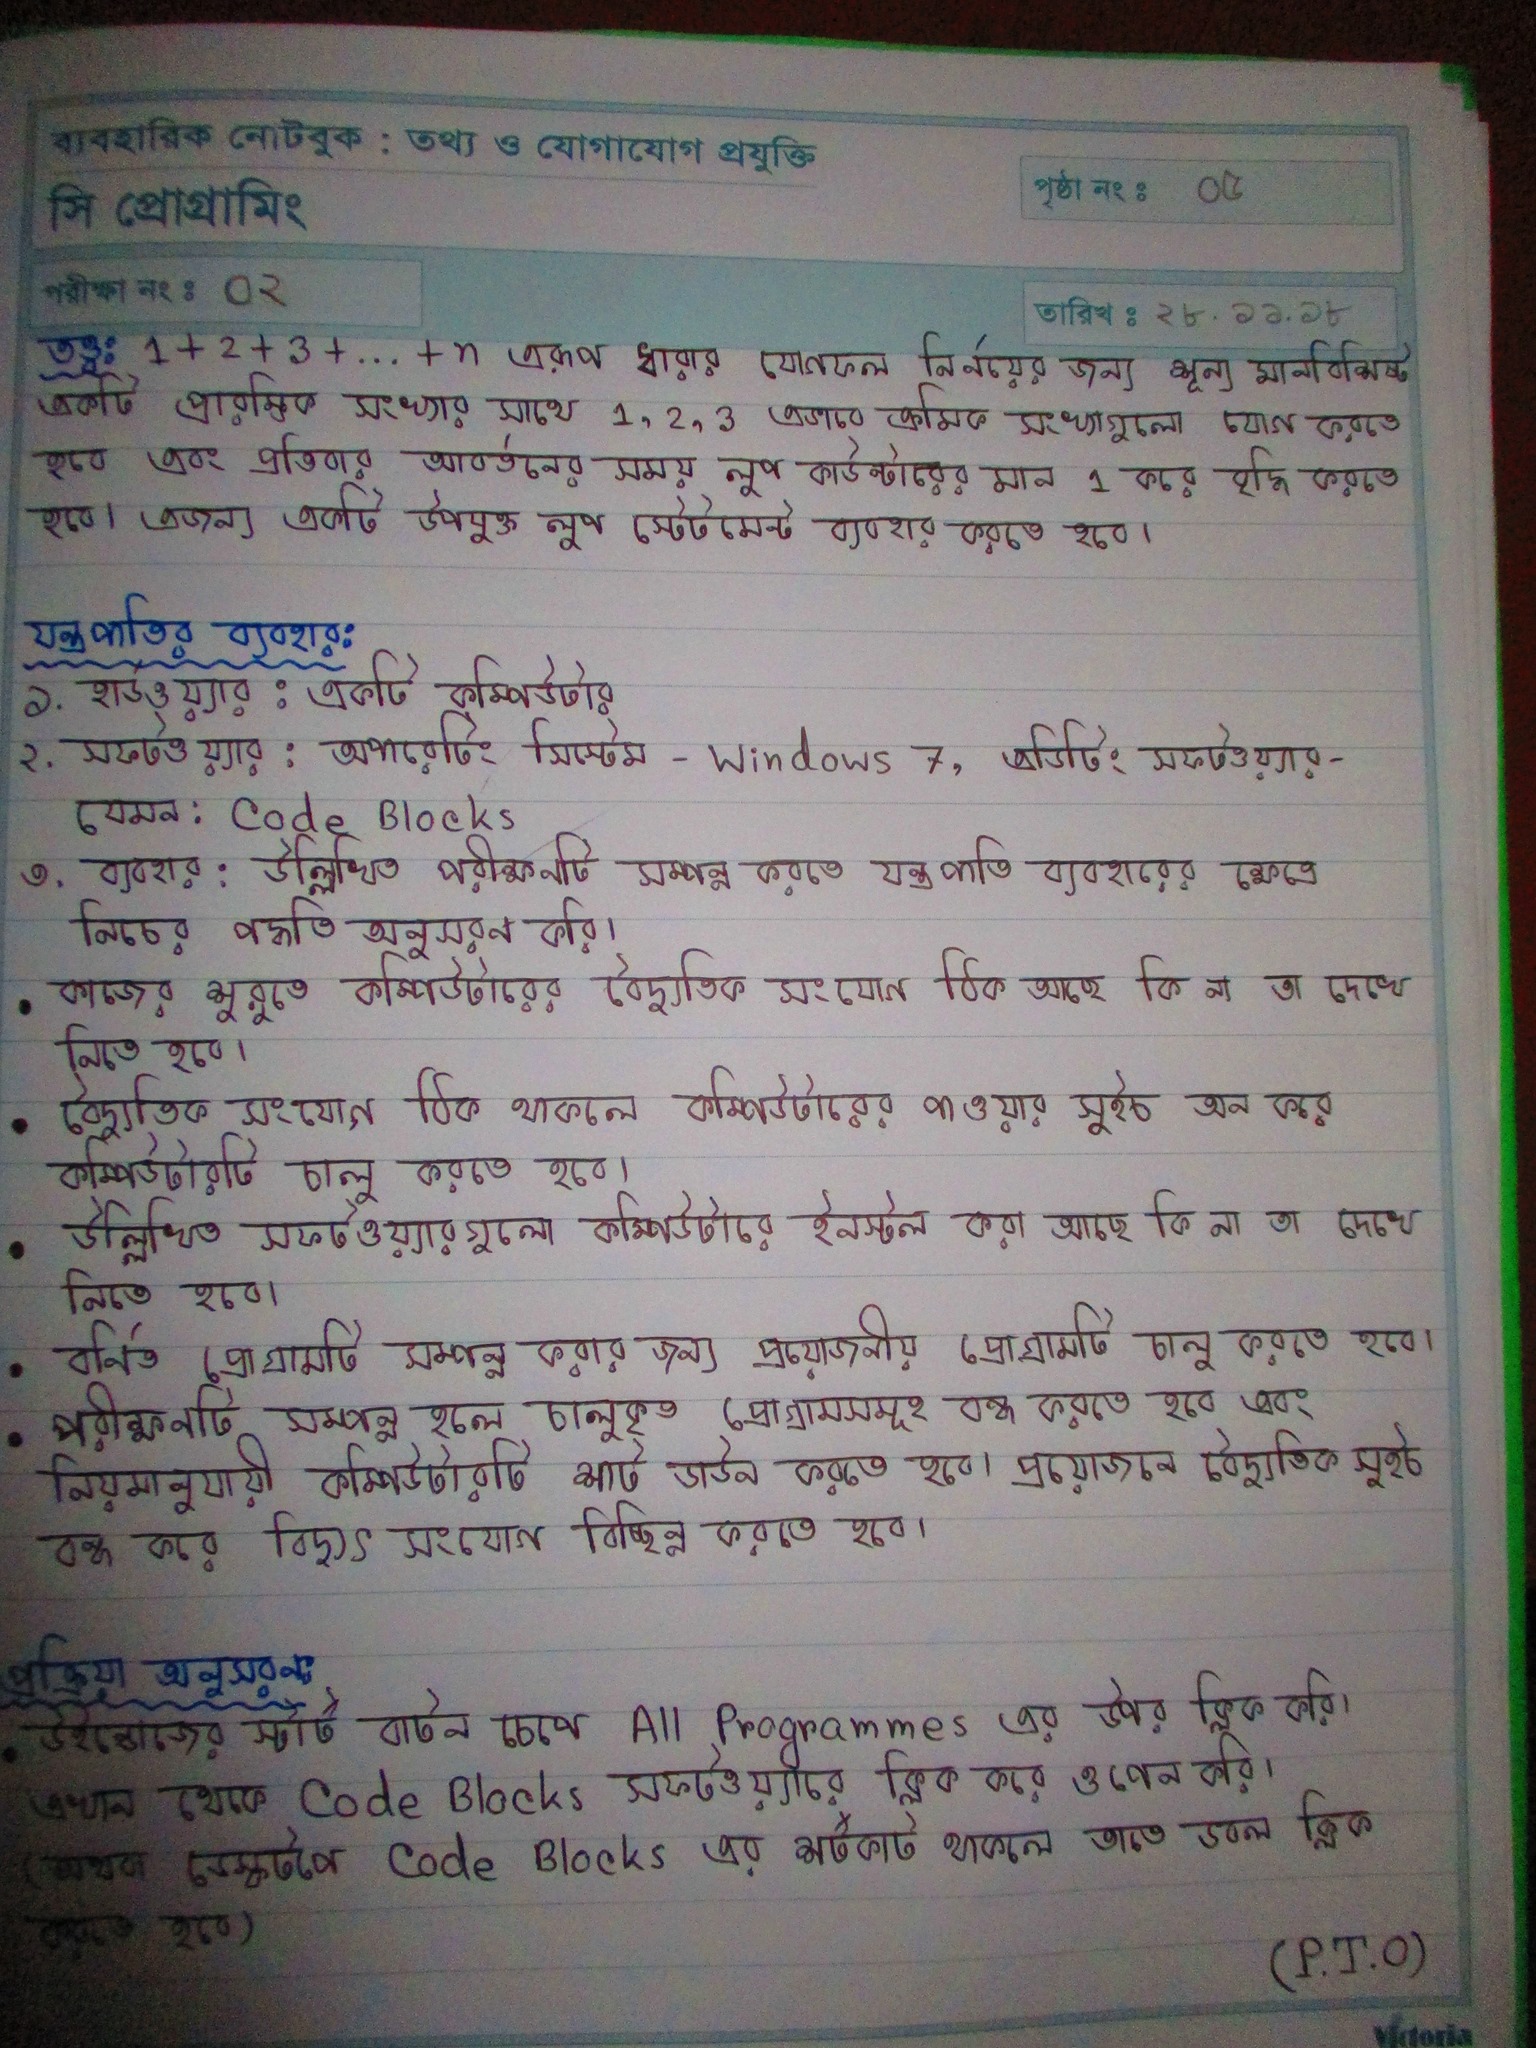 ব্যবহারিক নোটবুক : তথ্য ও যোগাযোগ প্রযুক্তি
সি প্রোগ্রামিং
পৃষ্ঠা নং : ০৫
পরীক্ষা নং : ০২
তারিখ : ২৮.১১.১৮
তত্ত্ব: 1+2+3+...+n এরূপ ধারার যোগফল নির্ণয়ের জন্য শূন্য মানবিশিষ্ট
একটি প্রারম্ভিক সংখ্যার সাথে 1, 2, 3 এভাবে ক্রমিক সংখ্যাগুলো যোগ করতে
হবে এবং প্রতিবার আবর্তনের সময় লুপ কাউন্টারের মান 1 করে বৃদ্ধি করতে
হবে। এজন্য একটি উপযুক্ত লুপ স্টেটমেন্ট ব্যবহার করতে হবে।
যন্ত্রপাতির ব্যবহার:
১. হার্ডওয়্যার : একটি কম্পিউটার
২. সফটওয়্যার : অপারেটিং সিস্টেম - Windows 7, এডিটিং সফটওয়্যার-
যেমন: Code Blocks
৩. ব্যবহার : উল্লিখিত পরীক্ষণটি সম্পন্ন করতে যন্ত্রপাতি ব্যবহারের ক্ষেত্রে
নিচের পদ্ধতি অনুসরণ করি।
• কাজের শুরুতে কম্পিউটারের বৈদ্যুতিক সংযোগ ঠিক আছে কি না তা দেখে
নিতে হবে।
• বৈদ্যুতিক সংযোগ ঠিক থাকলে কম্পিউটারের পাওয়ার সুইচ অন করে
কম্পিউটারটি চালু করতে হবে।
• উল্লিখিত সফটওয়্যারগুলো কম্পিউটারে ইনস্টল করা আছে কি না তা দেখে
নিতে হবে।
• বর্ণিত প্রোগ্রামটি সম্পন্ন করার জন্য প্রয়োজনীয় প্রোগ্রামটি চালু করতে হবে।
• পরীক্ষণটি সম্পন্ন হলে চালুকৃত প্রোগ্রামসমূহ বন্ধ করতে হবে এবং
নিয়মানুযায়ী কম্পিউটারটি শাট ডাউন করতে হবে। প্রয়োজনে বৈদ্যুতিক সুইচ
বন্ধ করে বিদ্যুৎ সংযোগ বিচ্ছিন্ন করতে হবে।
প্রক্রিয়া অনুসরণ:
• উইন্ডোজের স্টার্ট বাটন চেপে All Programmes এর উপর ক্লিক করি।
এখান থেকে Code Blocks সফটওয়্যারে ক্লিক করে ওপেন করি।
(অথবা ডেস্কটপে Code Blocks এর শর্টকাট থাকলে তাতে ডবল ক্লিক
করতে হবে)
(P.T.O)
Victoria